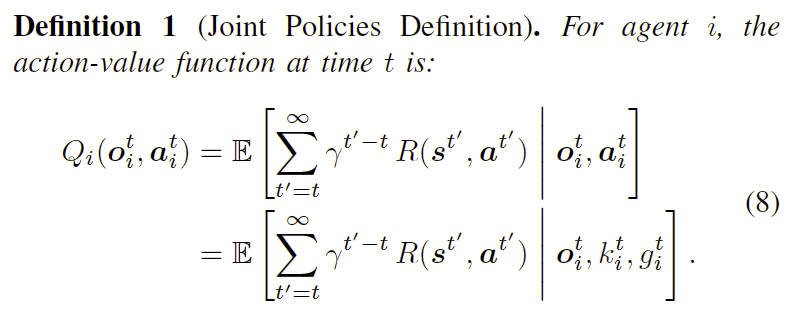 Definition 1 (Joint Policies Definition). For agent i, the
action-value function at time t is:
Q_i(o_i^t, a_i^t) = 𝔼 [ ∑_{t'=t}^{∞} γ^{t'−t} R(s^{t'}, a^{t'}) | o_i^t, a_i^t ]
= 𝔼 [ ∑_{t'=t}^{∞} γ^{t'−t} R(s^{t'}, a^{t'}) | o_i^t, k_i^t, g_i^t ] .
(8)